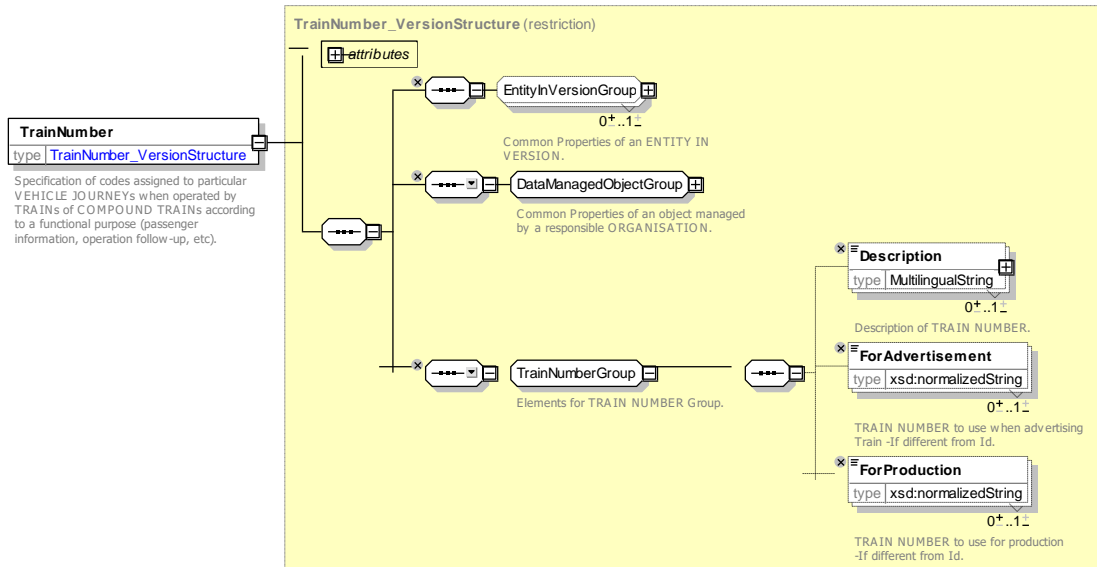 TrainNumber_VersionStructure (restriction)
attributes
EntityInVersionGroup
0..1
Common Properties of an ENTITY IN
VERSION.
TrainNumber
type TrainNumber_VersionStructure
Specification of codes assigned to particular
VEHICLE JOURNEYs when operated by
TRAINs of COMPOUND TRAINs according
to a functional purpose (passenger
information, operation follow-up, etc).
DataManagedObjectGroup
Common Properties of an object managed
by a responsible ORGANISATION.
Description
type MultilingualString
0..1
Description of TRAIN NUMBER.
TrainNumberGroup
Elements for TRAIN NUMBER Group.
ForAdvertisement
type xsd:normalizedString
0..1
TRAIN NUMBER to use when advertising
Train -If different from Id.
ForProduction
type xsd:normalizedString
0..1
TRAIN NUMBER to use for production
-If different from Id.